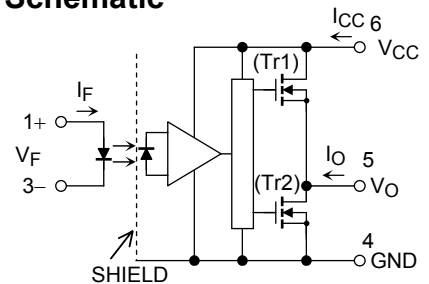 Schematic
ICC 6
VCC
(Tr1)
IF
1+
VF
3−
IO
5
VO
(Tr2)
4
GND
SHIELD